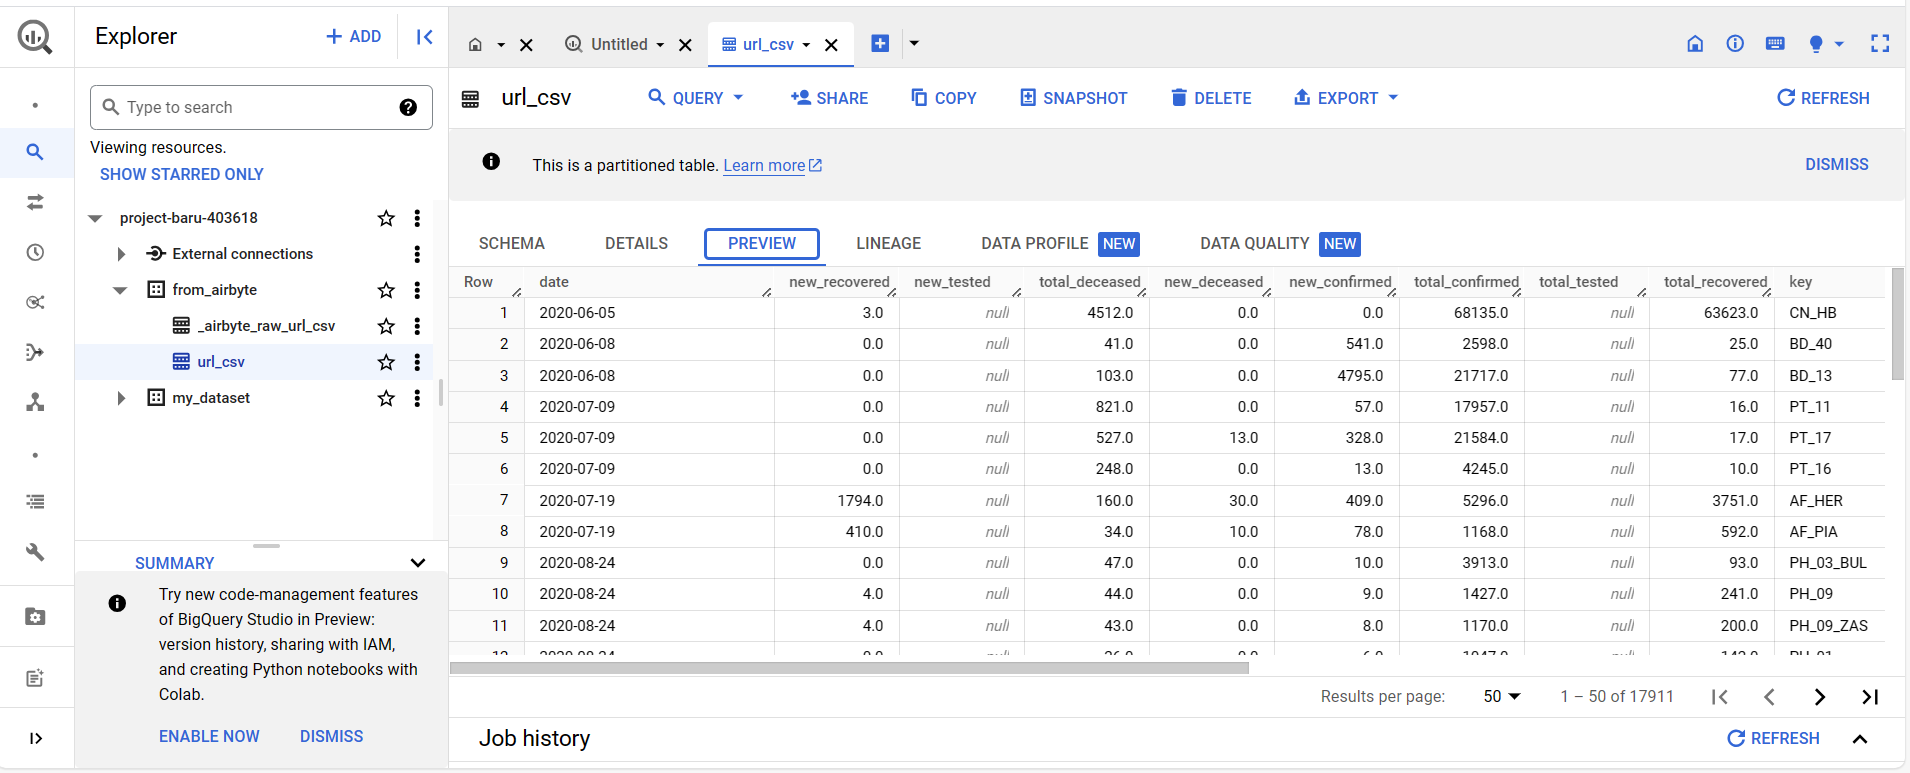 Explorer
+ ADD
Type to search
Viewing resources.
SHOW STARRED ONLY
project-baru-403618
External connections
from_airbyte
_airbyte_raw_url_csv
url_csv
my_dataset
SUMMARY
Try new code-management features
of BigQuery Studio in Preview:
version history, sharing with IAM,
and creating Python notebooks with
Colab.
ENABLE NOW DISMISS
Untitled url_csv
url_csv QUERY SHARE COPY SNAPSHOT DELETE EXPORT REFRESH
This is a partitioned table. Learn more DISMISS
SCHEMA DETAILS PREVIEW LINEAGE DATA PROFILE NEW DATA QUALITY NEW
Row date new_recovered new_tested total_deceased new_deceased new_confirmed total_confirmed total_tested total_recovered key
1 2020-06-05 3.0 null 4512.0 0.0 0.0 68135.0 null 63623.0 CN_HB
2 2020-06-08 0.0 null 41.0 0.0 541.0 2598.0 null 25.0 BD_40
3 2020-06-08 0.0 null 103.0 0.0 4795.0 21717.0 null 77.0 BD_13
4 2020-07-09 0.0 null 821.0 0.0 57.0 17957.0 null 16.0 PT_11
5 2020-07-09 0.0 null 527.0 13.0 328.0 21584.0 null 17.0 PT_17
6 2020-07-09 0.0 null 248.0 0.0 13.0 4245.0 null 10.0 PT_16
7 2020-07-19 1794.0 null 160.0 30.0 409.0 5296.0 null 3751.0 AF_HER
8 2020-07-19 410.0 null 34.0 10.0 78.0 1168.0 null 592.0 AF_PIA
9 2020-08-24 0.0 null 47.0 0.0 10.0 3913.0 null 93.0 PH_03_BUL
10 2020-08-24 4.0 null 44.0 0.0 9.0 1427.0 null 241.0 PH_09
11 2020-08-24 4.0 null 43.0 0.0 8.0 1170.0 null 200.0 PH_09_ZAS
Results per page: 50 1 – 50 of 17911
Job history REFRESH